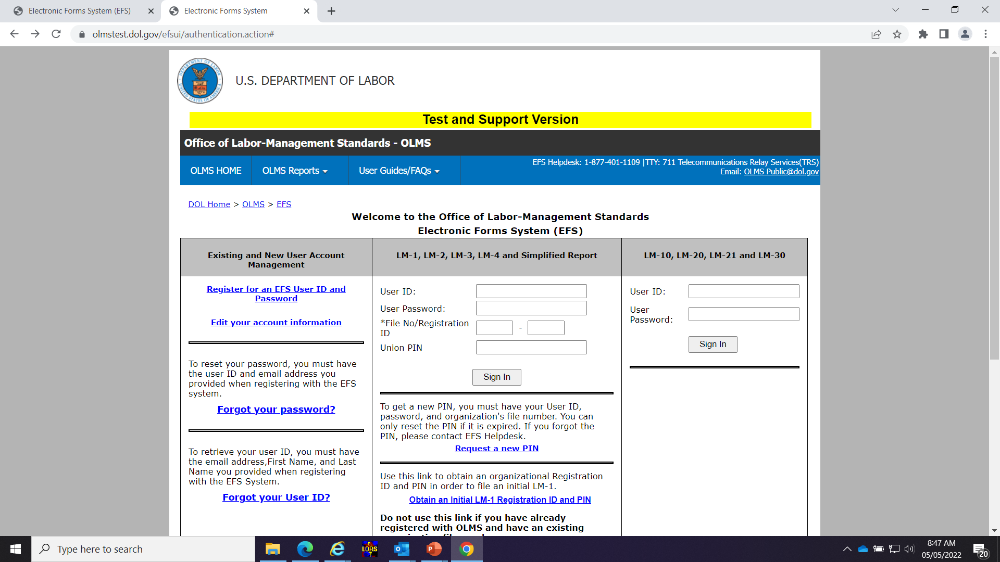 Electronic Forms System (EFS)
Electronic Forms System
olmstest.dol.gov/efsui/authentication.action#
DEPARTMENT OF LABOR
UNITED STATES OF AMERICA
U.S. DEPARTMENT OF LABOR
Test and Support Version
Office of Labor-Management Standards - OLMS
OLMS HOME
OLMS Reports
User Guides/FAQs
EFS Helpdesk: 1-877-401-1109 |TTY: 711 Telecommunications Relay Services(TRS)
Email: OLMS Public@dol.gov
DOL Home > OLMS > EFS
Welcome to the Office of Labor-Management Standards
Electronic Forms System (EFS)
Existing and New User Account
Management
Register for an EFS User ID and
Password
Edit your account information
To reset your password, you must have
the user ID and email address you
provided when registering with the EFS
system.
Forgot your password?
To retrieve your user ID, you must have
the email address,First Name, and Last
Name you provided when registering
with the EFS System.
Forgot your User ID?
LM-1, LM-2, LM-3, LM-4 and Simplified Report
User ID:
User Password:
*File No/Registration
ID
-
Union PIN
Sign In
To get a new PIN, you must have your User ID,
password, and organization's file number. You can
only reset the PIN if it is expired. If you forgot the
PIN, please contact EFS Helpdesk.
Request a new PIN
Use this link to obtain an organizational Registration
ID and PIN in order to file an initial LM-1.
Obtain an Initial LM-1 Registration ID and PIN
Do not use this link if you have already
registered with OLMS and have an existing
LM-10, LM-20, LM-21 and LM-30
User ID:
User
Password:
Sign In
Type here to search
LORS
7
8:47 AM
05/05/2022
20